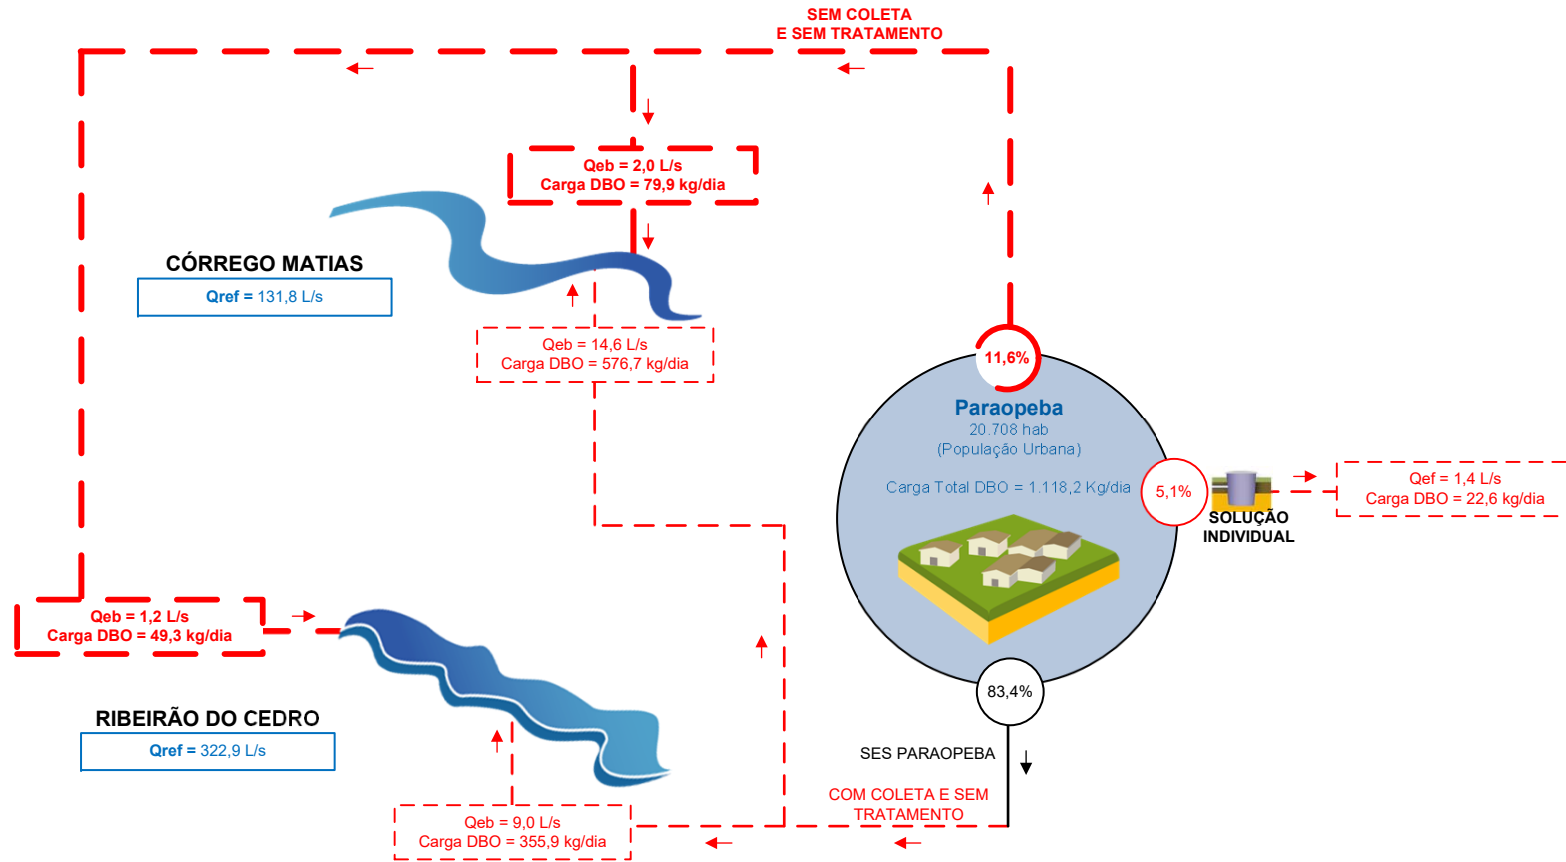 SEM COLETA
E SEM TRATAMENTO
Qeb = 2,0 L/s
Carga DBO = 79,9 kg/dia
CÓRREGO MATIAS
Qref = 131,8 L/s
Qeb = 14,6 L/s
Carga DBO = 576,7 kg/dia
11,6%
Paraopeba
20.708 hab
(População Urbana)
Carga Total DBO = 1.118,2 Kg/dia
5,1%
SOLUÇÃO
INDIVIDUAL
Qef = 1,4 L/s
Carga DBO = 22,6 kg/dia
Qeb = 1,2 L/s
Carga DBO = 49,3 kg/dia
RIBEIRÃO DO CEDRO
Qref = 322,9 L/s
83,4%
SES PARAOPEBA
COM COLETA E SEM
TRATAMENTO
Qeb = 9,0 L/s
Carga DBO = 355,9 kg/dia